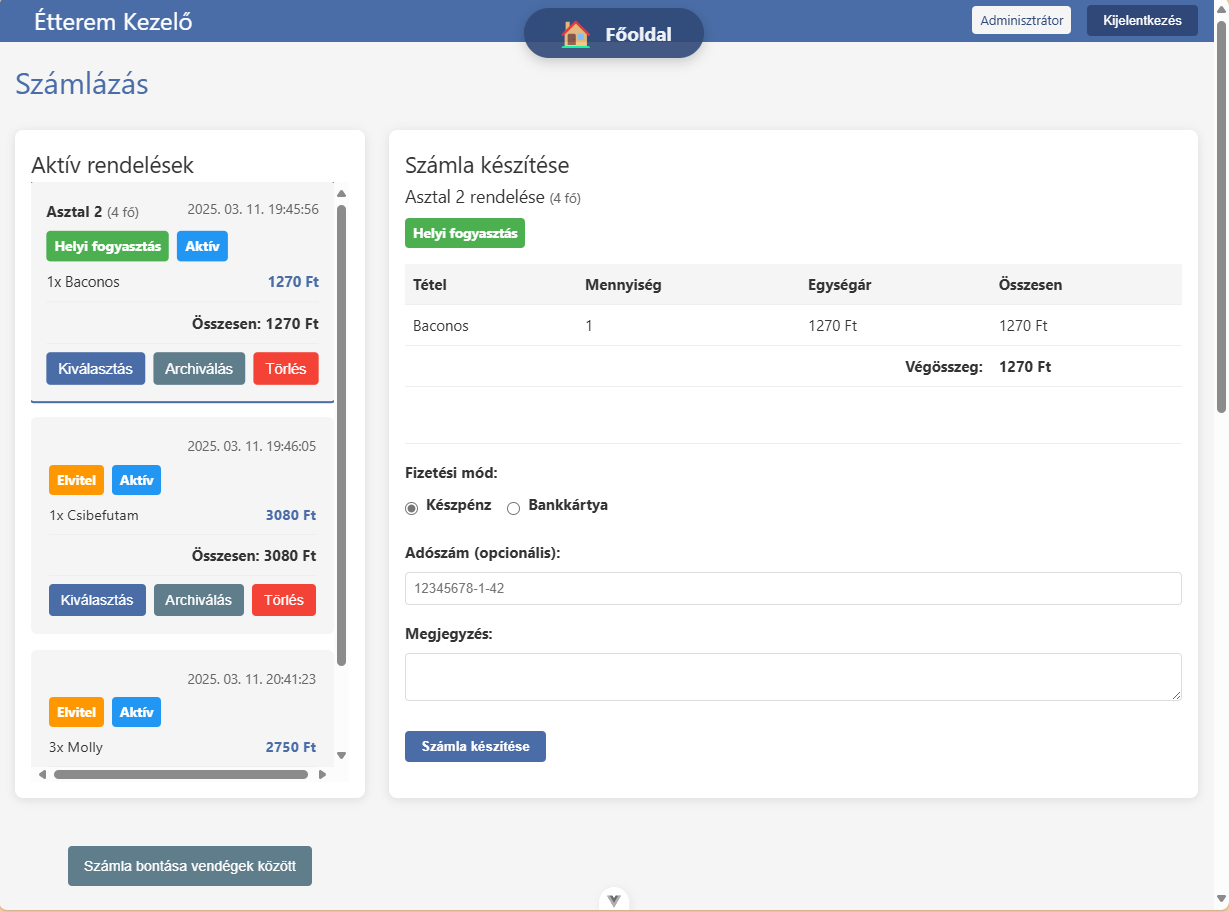 Étterem Kezelő
Főoldal
Adminisztrátor
Kijelentkezés
Számlázás
Aktív rendelések
Asztal 2 (4 fő)
2025. 03. 11. 19:45:56
Helyi fogyasztás
Aktív
1x Baconos
1270 Ft
Összesen: 1270 Ft
Kiválasztás
Archiválás
Törlés
2025. 03. 11. 19:46:05
Elvitel
Aktív
1x Csibefutam
3080 Ft
Összesen: 3080 Ft
Kiválasztás
Archiválás
Törlés
2025. 03. 11. 20:41:23
Elvitel
Aktív
3x Molly
2750 Ft
Számla bontása vendégek között
Számla készítése
Asztal 2 rendelése (4 fő)
Helyi fogyasztás
Tétel Mennyiség Egységár Összesen
Baconos 1 1270 Ft 1270 Ft
Végösszeg: 1270 Ft
Fizetési mód:
Készpénz
Bankkártya
Adószám (opcionális):
12345678-1-42
Megjegyzés:
Számla készítése